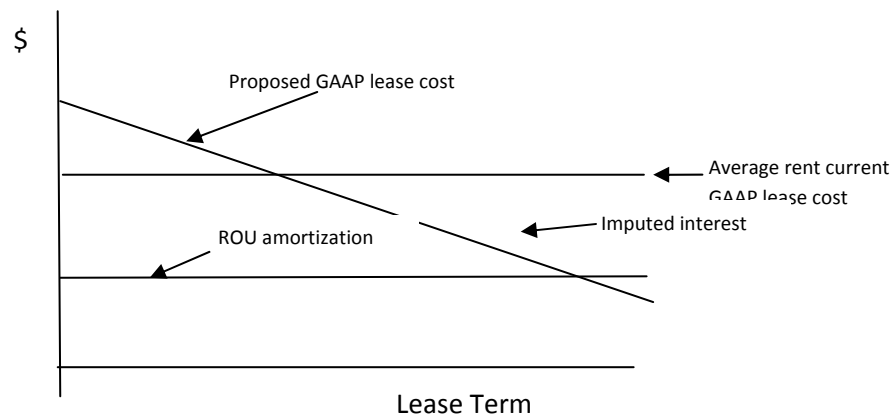 $
Proposed GAAP lease cost
Average rent current
GAAP lease cost
Imputed interest
ROU amortization
Lease Term